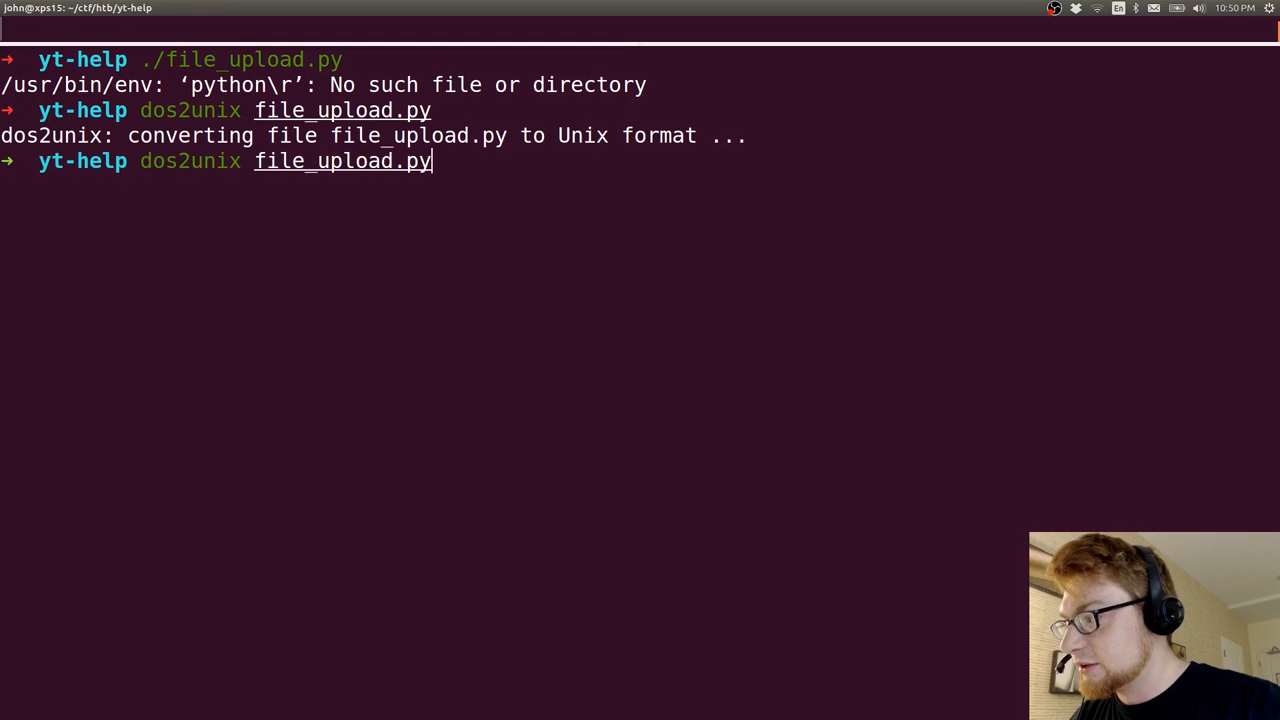 john@xps15: ~/ctf/htb/yt-help
En
10:50 PM
➜ yt-help ./file_upload.py
/usr/bin/env: ‘python\r’: No such file or directory
➜ yt-help dos2unix file_upload.py
dos2unix: converting file file_upload.py to Unix format ...
➜ yt-help dos2unix file_upload.py